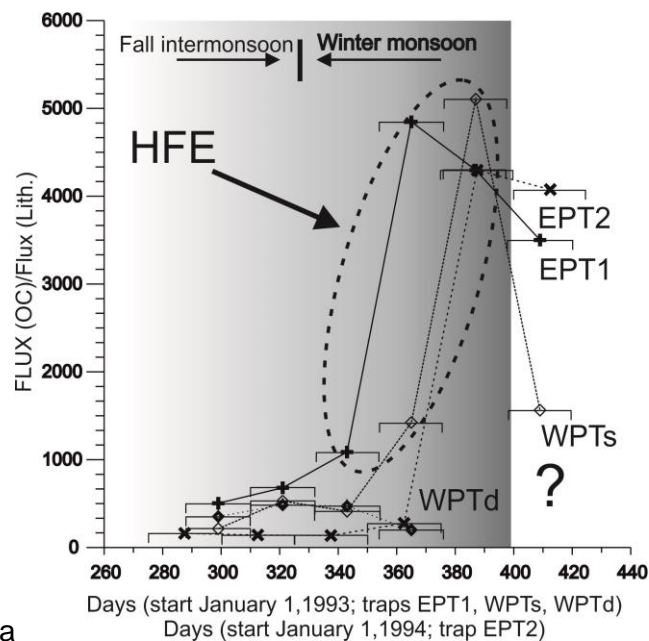 6000
5000
4000
3000
2000
1000
0
FLUX (OC)/Flux (Lith.)
Fall intermonsoon
Winter monsoon
HFE
EPT2
EPT1
WPTs
WPTd
?
260 280 300 320 340 360 380 400 420 440
Days (start January 1,1993; traps EPT1, WPTs, WPTd)
Days (start January 1,1994; trap EPT2)
a